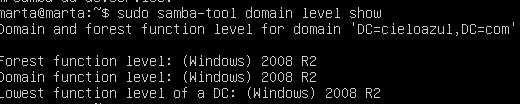 marta@marta:~$ sudo samba-tool domain level show
Domain and forest function level for domain 'DC=cieloazul,DC=com'
Forest function level: (Windows) 2008 R2
Domain function level: (Windows) 2008 R2
Lowest function level of a DC: (Windows) 2008 R2